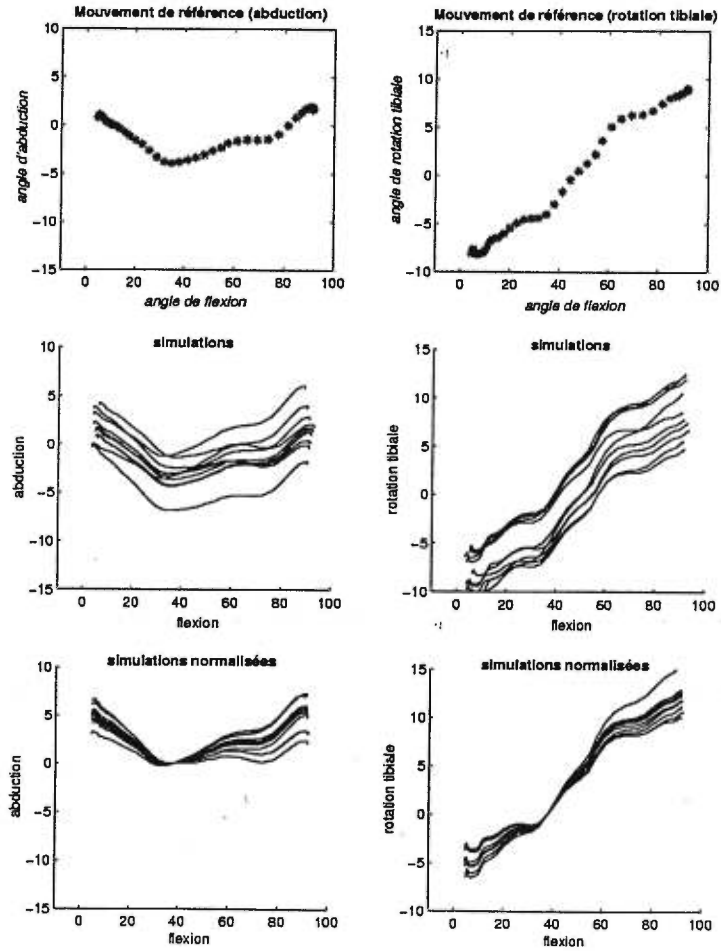 Mouvement de référence (abduction)
10
5
0
−5
−10
−15
angle d'abduction
0 20 40 60 80 100
angle de flexion
Mouvement de référence (rotation tibiale)
15
10
5
0
−5
−10
angle de rotation tibiale
0 20 40 60 80 100
angle de flexion
simulations
10
5
0
−5
−10
−15
abduction
0 20 40 60 80 100
flexion
simulations
15
10
5
0
−5
−10
rotation tibiale
0 20 40 60 80 100
flexion
simulations normalisées
10
5
0
−5
−10
−15
abduction
0 20 40 60 80 100
flexion
simulations normalisées
15
10
5
0
−5
−10
rotation tibiale
0 20 40 60 80 100
flexion